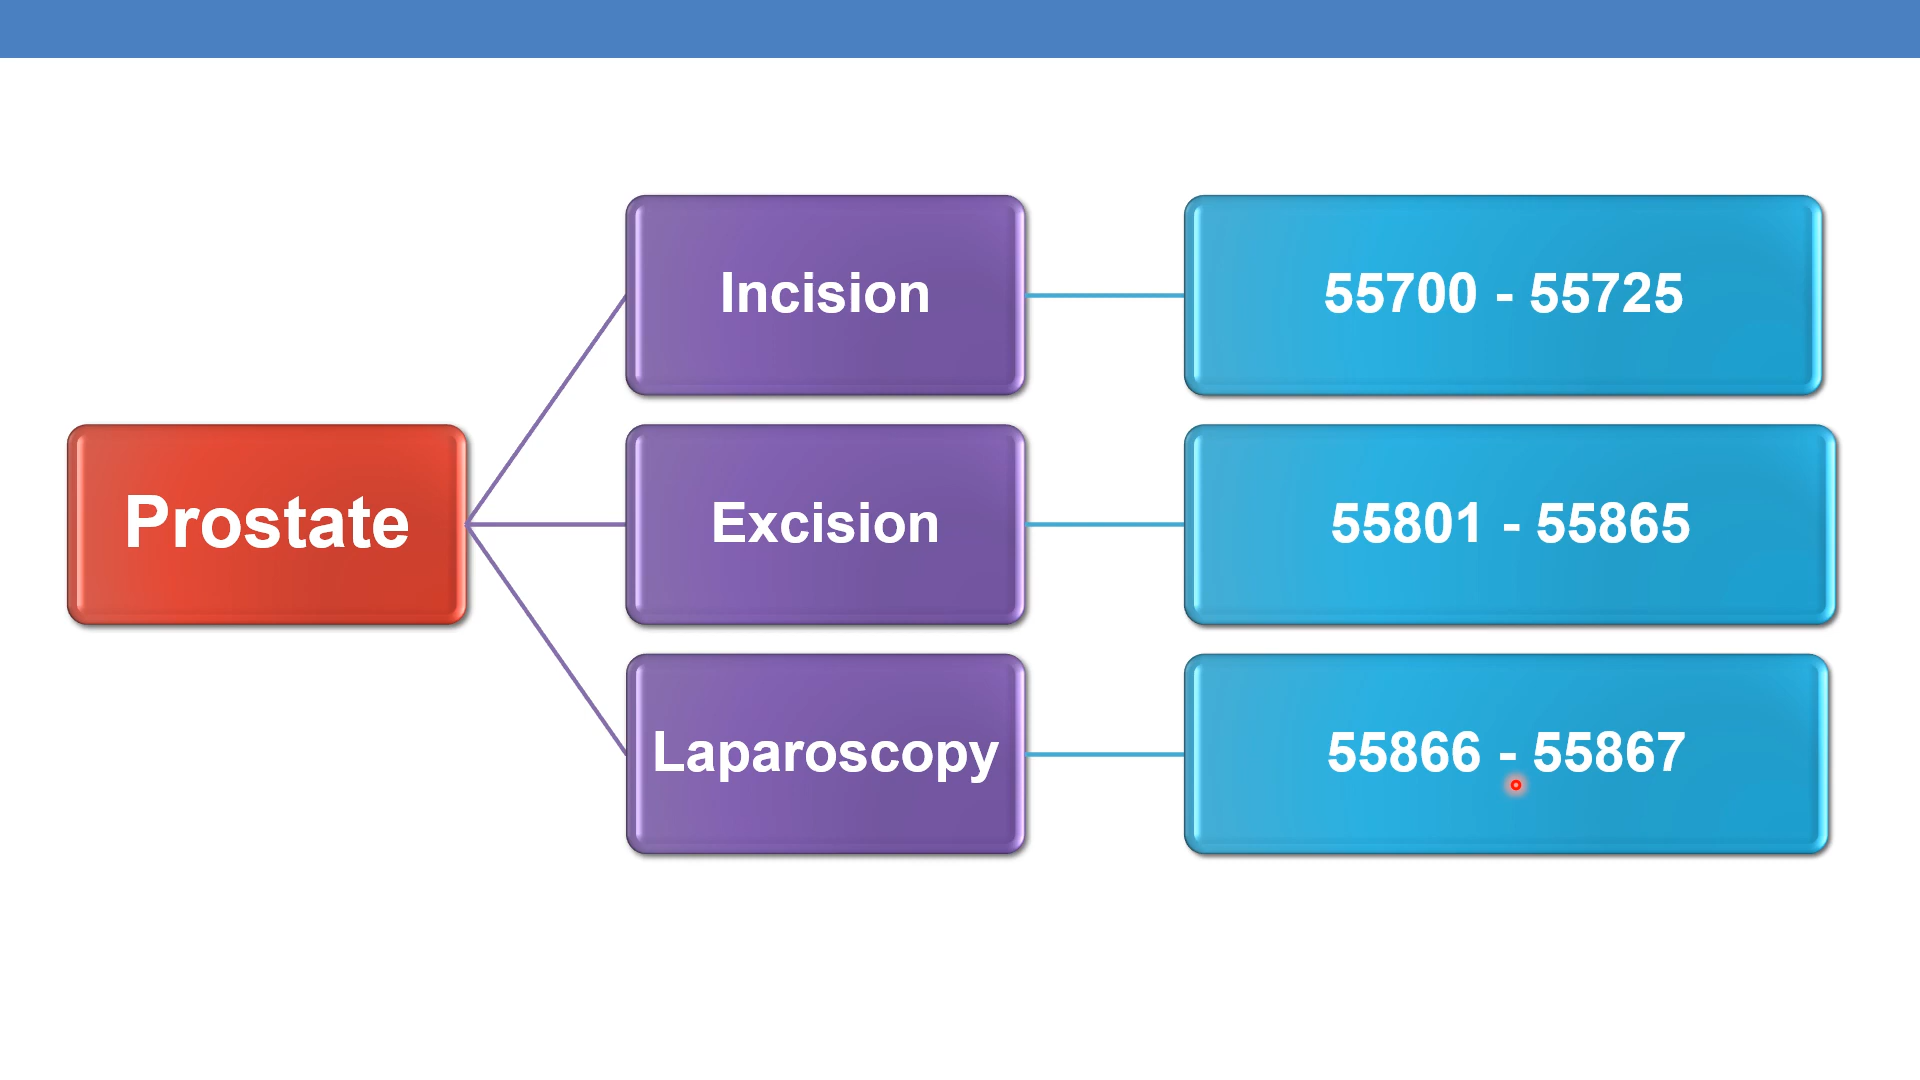 Prostate
Incision
55700 - 55725
Excision
55801 - 55865
Laparoscopy
55866 - 55867